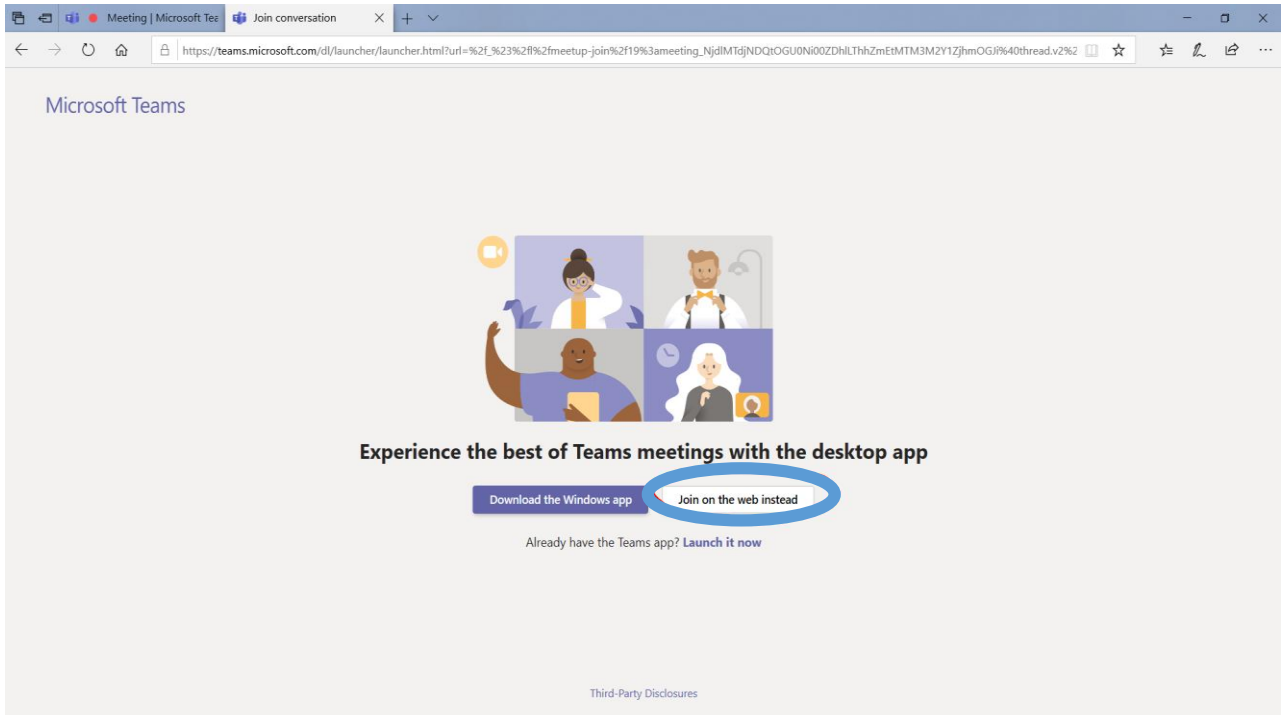 Meeting | Microsoft Tea
Join conversation
https://teams.microsoft.com/dl/launcher/launcher.html?url=%2f_%23%2fl%2fmeetup-join%2f19%3ameeting_NjdlMTdjNDQtOGU0Ni00ZDhlLThhZmEtMTM3M2Y1ZjhmOGJi%40thread.v2%2
Microsoft Teams
Experience the best of Teams meetings with the desktop app
Download the Windows app
Join on the web instead
Already have the Teams app? Launch it now
Third-Party Disclosures